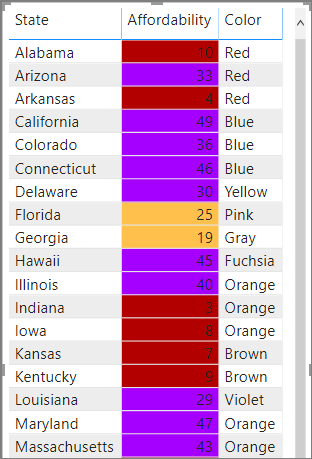 State Affordability Color
Alabama 10 Red
Arizona 33 Red
Arkansas 4 Red
California 49 Blue
Colorado 36 Blue
Connecticut 46 Blue
Delaware 30 Yellow
Florida 25 Pink
Georgia 19 Gray
Hawaii 45 Fuchsia
Illinois 40 Orange
Indiana 3 Orange
Iowa 8 Orange
Kansas 7 Brown
Kentucky 9 Brown
Louisiana 29 Violet
Maryland 47 Orange
Massachusetts 43 Orange